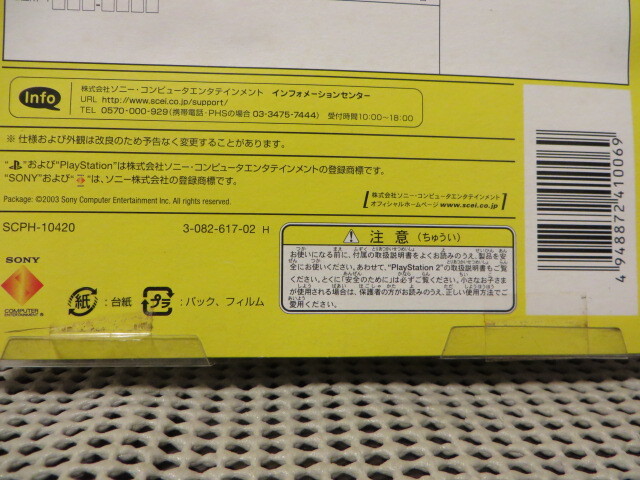 Info
株式会社ソニー・コンピュータエンタテインメント インフォメーションセンター
URL http://www.scei.co.jp/support/
TEL 0570-000-929(携帯電話・PHSの場合 03-3475-7444) 受付時間10:00~18:00
※ 仕様および外観は改良のため予告なく変更することがあります。
" "および"PlayStation"は株式会社ソニー・コンピュータエンタテインメントの登録商標です。
"SONY"および" "は、ソニー株式会社の登録商標です。
Package: ©2003 Sony Computer Entertainment Inc. All rights reserved.
株式会社ソニー・コンピュータエンタテインメント
オフィシャルホームページ www.scei.co.jp
SCPH-10420
3-082-617-02 H
SONY
COMPUTER
ENTERTAINMENT
紙 :台紙 プラ :パック、フィルム
注意(ちゅうい)
お使いになる前に、付属の取扱説明書をよくお読みのうえ、製品を安
全にお使いください。あわせて、"PlayStation 2"の取扱説明書もご覧
ください。とくに「安全のために」は必ずご覧ください。小さなお子さま
が使用される場合は、保護者の方がお読みのうえ、正しい使用方法でご
愛用ください。
4 948872 410069